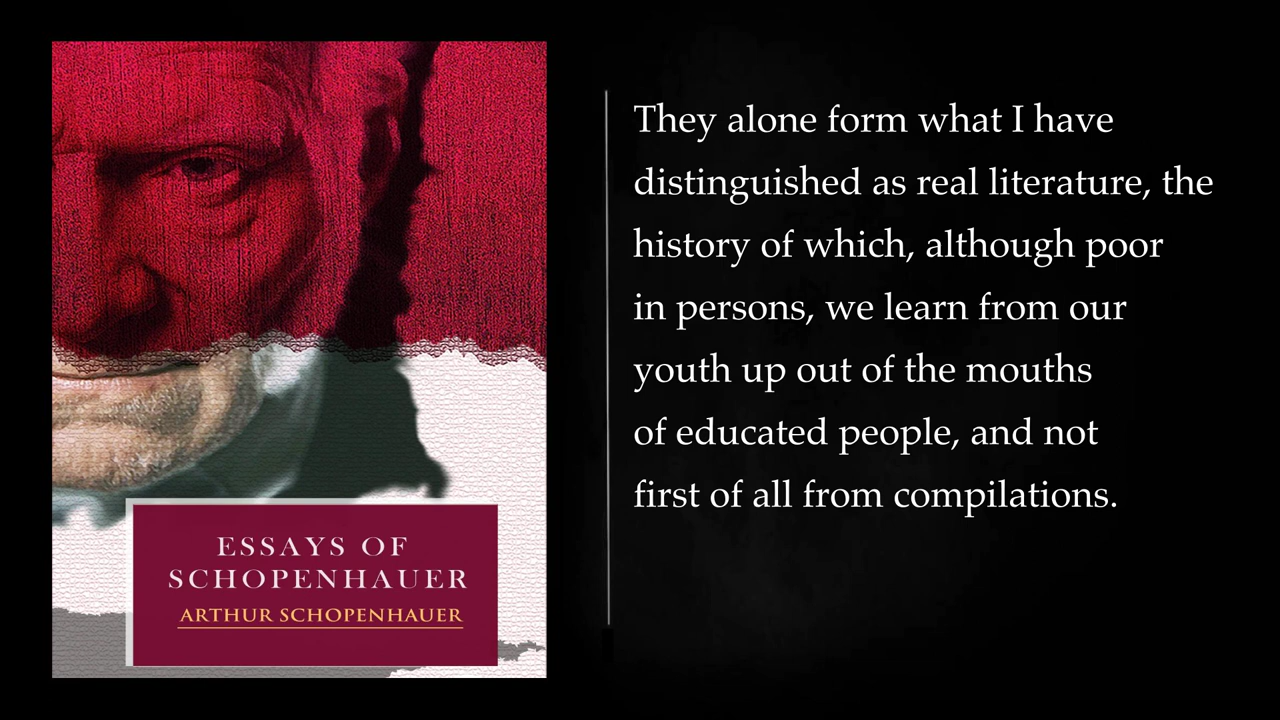 ESSAYS OF
SCHOPENHAUER
ARTHUR SCHOPENHAUER
They alone form what I have
distinguished as real literature, the
history of which, although poor
in persons, we learn from our
youth up out of the mouths
of educated people, and not
first of all from compilations.